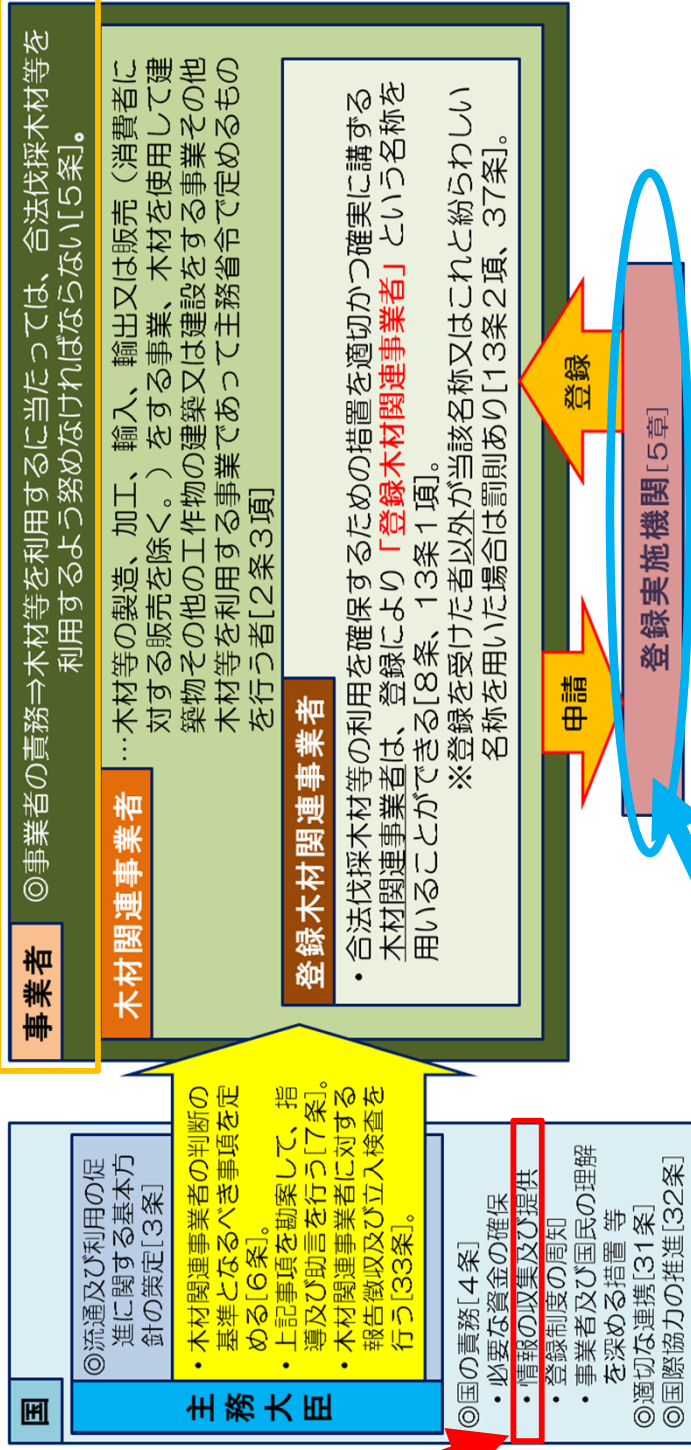 国
◎流通及び利用の促
進に関する基本方
針の策定[3条]
主務大臣
・木材関連事業者の判断の
基準となるべき事項を定
める[6条]。
・上記事項を勘案して、指
導及び助言を行う[7条]。
・木材関連事業者に対する
報告徴収及び立入検査を
行う[33条]。
◎国の責務[4条]
・必要な資金の確保
・情報の収集及び提供
・登録制度の周知
・事業者及び国民の理解
を深める措置 等
◎適切な連携[31条]
◎国際協力の推進[32条]
事業者
◎事業者の責務⇒木材等を利用するに当たっては、合法伐採木材等を
利用するよう努めなければならない[5条]。
木材関連事業者
…木材等の製造、加工、輸入、輸出又は販売（消費者に
対する販売を除く。）をする事業、木材を使用して建
築物その他の工作物の建築又は建設をする事業その他
木材等を利用する事業であって主務省令で定めるもの
を行う者[2条3項]
登録木材関連事業者
・合法伐採木材等の利用を確保するための措置を適切かつ確実に講ずる
木材関連事業者は、登録により「登録木材関連事業者」という名称を
用いることができる[8条、13条1項]。
※登録を受けた者以外が当該名称又はこれと紛らわしい
名称を用いた場合は罰則あり[13条2項、37条]。
申請
登録
登録実施機関[5章]